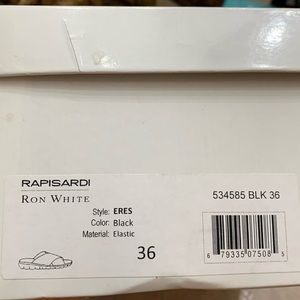 RAPISARDI
RON WHITE
Style: ERES
Color: Black
Material: Elastic
36
534585 BLK 36
6 79335 07508 5